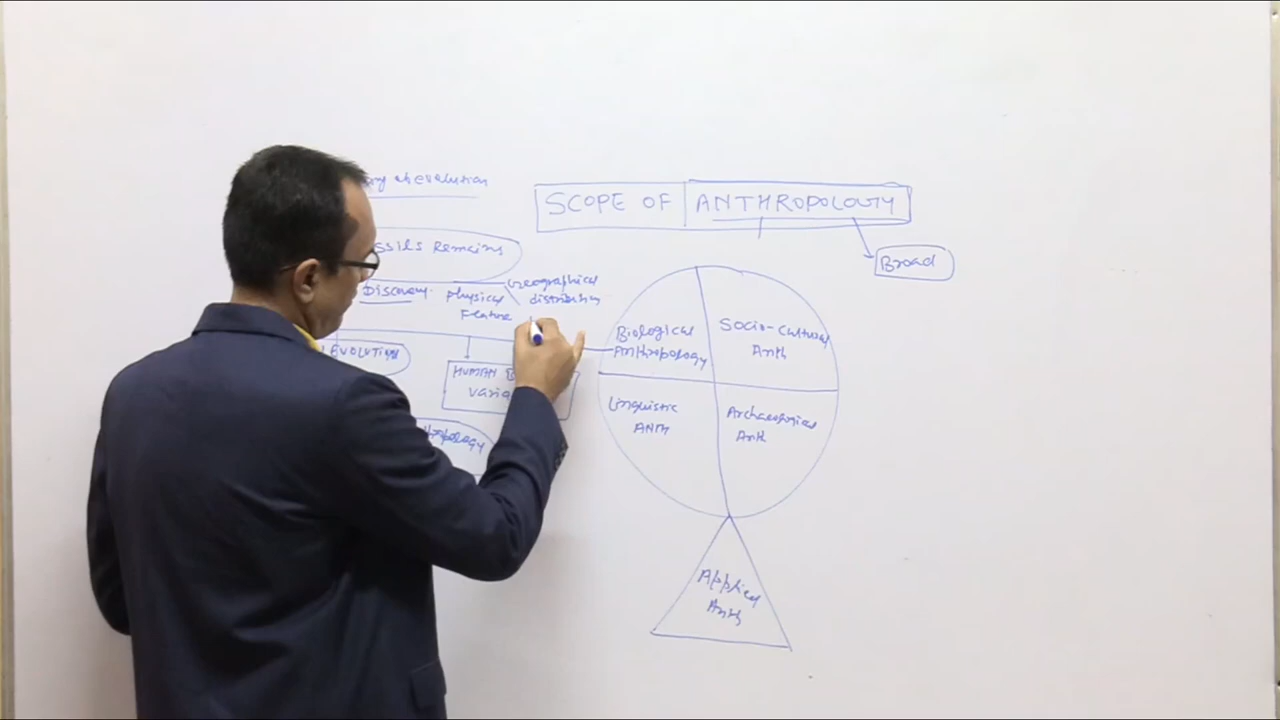 of evolution
SCOPE OF ANTHROPOLOGY
ssils Remains
Broad
Discovery.
Physical
Feature
Geographical
distribution
EVOLUTION
HUMAN B
varia
thropology
Biological
Anthropology
Socio-Cultural
Anth
Linguistic
ANTH
Archaeological
Anth
Applied
Anth